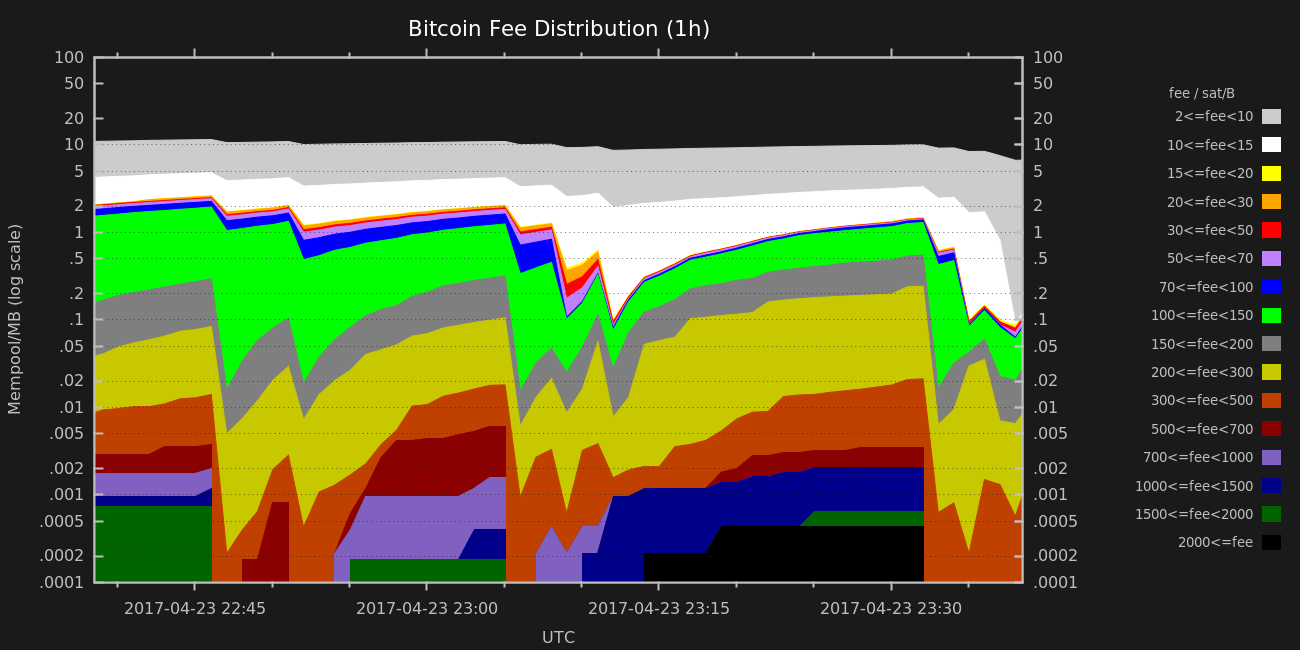 Bitcoin Fee Distribution (1h)
Mempool/MB (log scale)
100
50
20
10
5
2
1
.5
.2
.1
.05
.02
.01
.005
.002
.001
.0005
.0002
.0001
100
50
20
10
5
2
1
.5
.2
.1
.05
.02
.01
.005
.002
.001
.0005
.0002
.0001
2017-04-23 22:45 2017-04-23 23:00 2017-04-23 23:15 2017-04-23 23:30
UTC
fee / sat/B
2<=fee<10
10<=fee<15
15<=fee<20
20<=fee<30
30<=fee<50
50<=fee<70
70<=fee<100
100<=fee<150
150<=fee<200
200<=fee<300
300<=fee<500
500<=fee<700
700<=fee<1000
1000<=fee<1500
1500<=fee<2000
2000<=fee